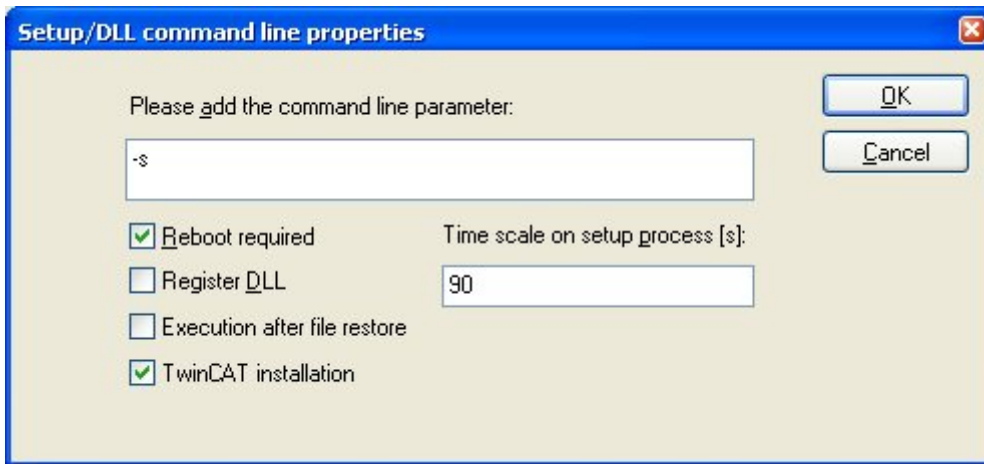 Setup/DLL command line properties
Please add the command line parameter:
OK
-s
Cancel
Reboot required
Time scale on setup process [s]:
Register DLL
90
Execution after file restore
TwinCAT installation